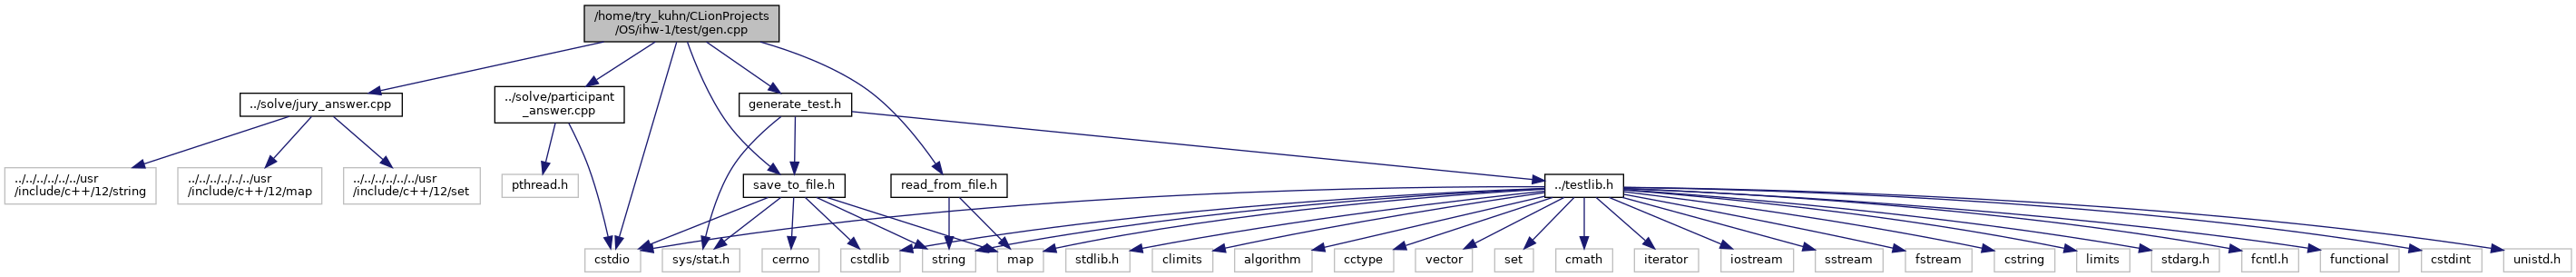 /home/try_kuhn/CLionProjects
/OS/ihw-1/test/gen.cpp
../solve/jury_answer.cpp
../solve/participant
_answer.cpp
generate_test.h
../../../../../../usr
/include/c++/12/string
../../../../../../usr
/include/c++/12/map
../../../../../../usr
/include/c++/12/set
pthread.h
save_to_file.h
read_from_file.h
../testlib.h
cstdio
sys/stat.h
cerrno
cstdlib
string
map
stdlib.h
climits
algorithm
cctype
vector
set
cmath
iterator
iostream
sstream
fstream
cstring
limits
stdarg.h
fcntl.h
functional
cstdint
unistd.h